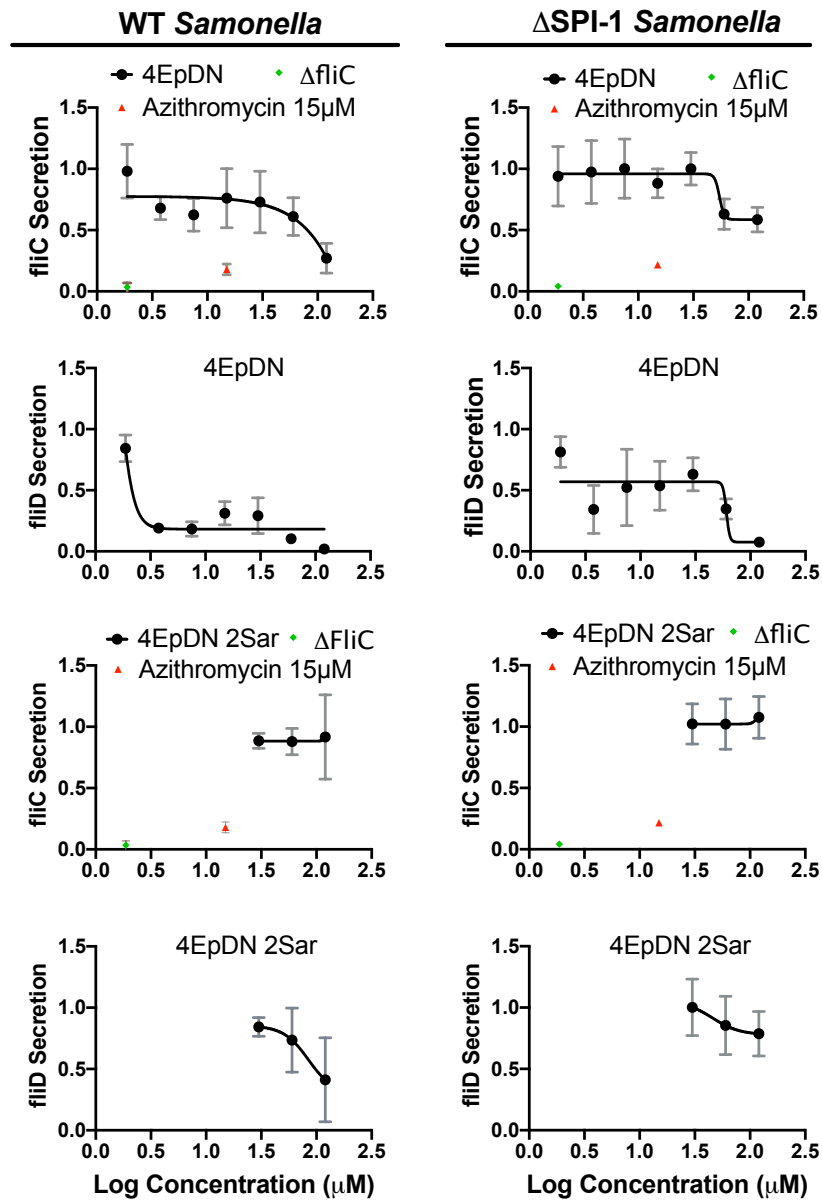 WT Samonella
ΔSPI-1 Samonella
4EpDN ΔfliC
Azithromycin 15μM
fliC Secretion
1.5
1.0
0.5
0.0
0.0 0.5 1.0 1.5 2.0 2.5
4EpDN ΔfliC
Azithromycin 15μM
fliC Secretion
1.5
1.0
0.5
0.0
0.0 0.5 1.0 1.5 2.0 2.5
4EpDN
fliD Secretion
1.5
1.0
0.5
0.0
0.0 0.5 1.0 1.5 2.0 2.5
4EpDN
fliD Secretion
1.5
1.0
0.5
0.0
0.0 0.5 1.0 1.5 2.0 2.5
4EpDN 2Sar ΔFliC
Azithromycin 15μM
fliC Secretion
1.5
1.0
0.5
0.0
0.0 0.5 1.0 1.5 2.0 2.5
4EpDN 2Sar ΔfliC
Azithromycin 15μM
fliC Secretion
1.5
1.0
0.5
0.0
0.0 0.5 1.0 1.5 2.0 2.5
4EpDN 2Sar
fliD Secretion
1.5
1.0
0.5
0.0
0.0 0.5 1.0 1.5 2.0 2.5
Log Concentration (μM)
4EpDN 2Sar
fliD Secretion
1.5
1.0
0.5
0.0
0.0 0.5 1.0 1.5 2.0 2.5
Log Concentration (μM)